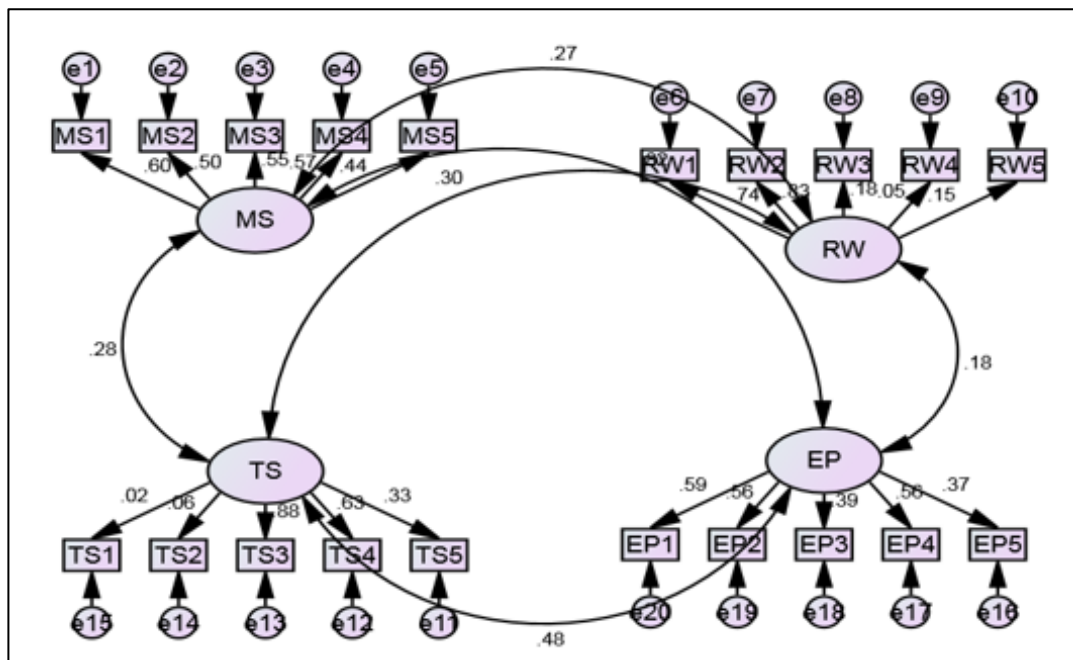 .27
e1 e2 e3 e4 e5
e6 e7 e8 e9 e10
MS1 MS2 MS3 MS4 MS5
RW1 RW2 RW3 RW4 RW5
.60 .50 .55 .57 .44
.30
.74 .83 .18 .05 .15
MS
RW
.28
.18
TS
EP
.02 .06 .88 .63 .33
.59 .56 .39 .56 .37
TS1 TS2 TS3 TS4 TS5
EP1 EP2 EP3 EP4 EP5
e15 e14 e13 e12 e11
e20 e19 e18 e17 e16
.48